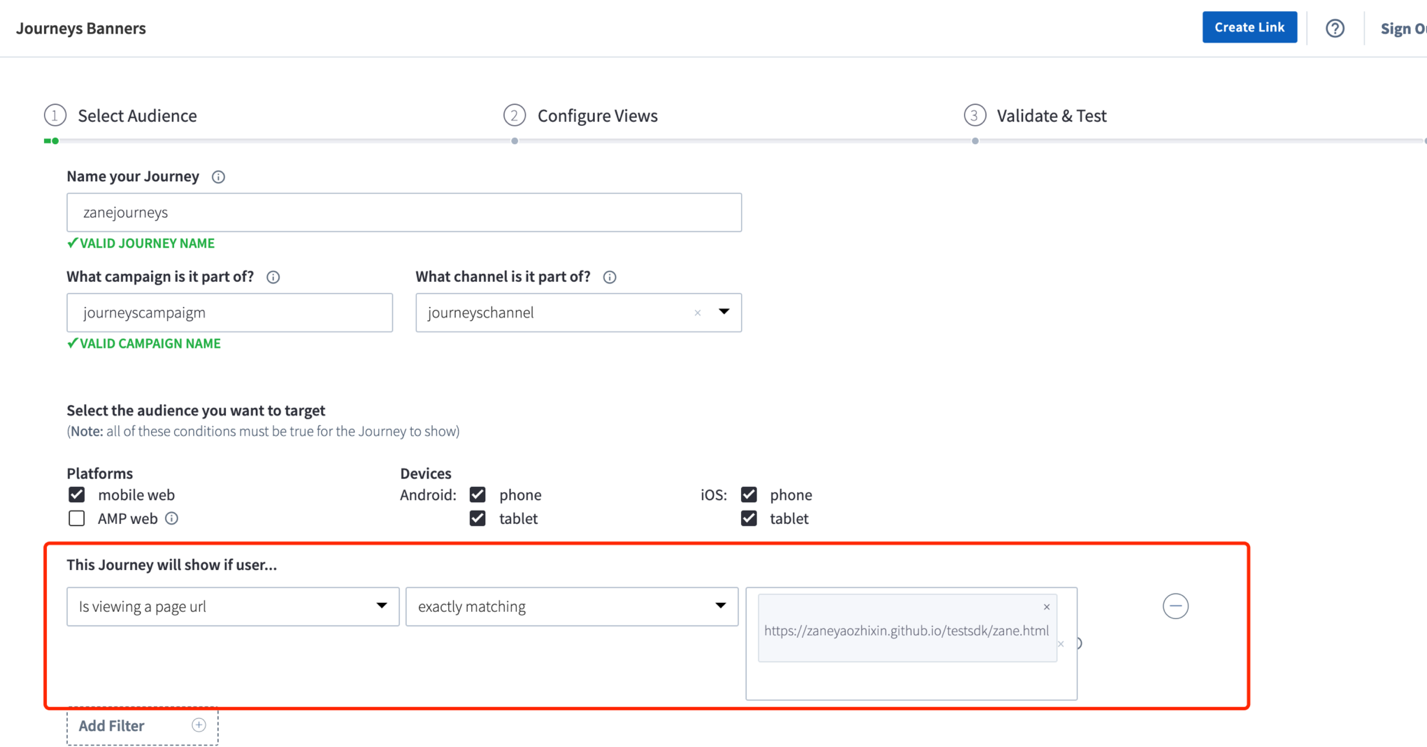 Journeys Banners
Create Link
1 Select Audience
2 Configure Views
3 Validate & Test
Name your Journey
zanejourneys
✓VALID JOURNEY NAME
What campaign is it part of?
What channel is it part of?
journeyscampaigm
journeyschannel
✓VALID CAMPAIGN NAME
Select the audience you want to target
(Note: all of these conditions must be true for the Journey to show)
Platforms
Devices
mobile web
Android: phone
iOS: phone
AMP web
tablet
tablet
This Journey will show if user...
Is viewing a page url
exactly matching
https://zaneyaozhixin.github.io/testsdk/zane.html
Add Filter